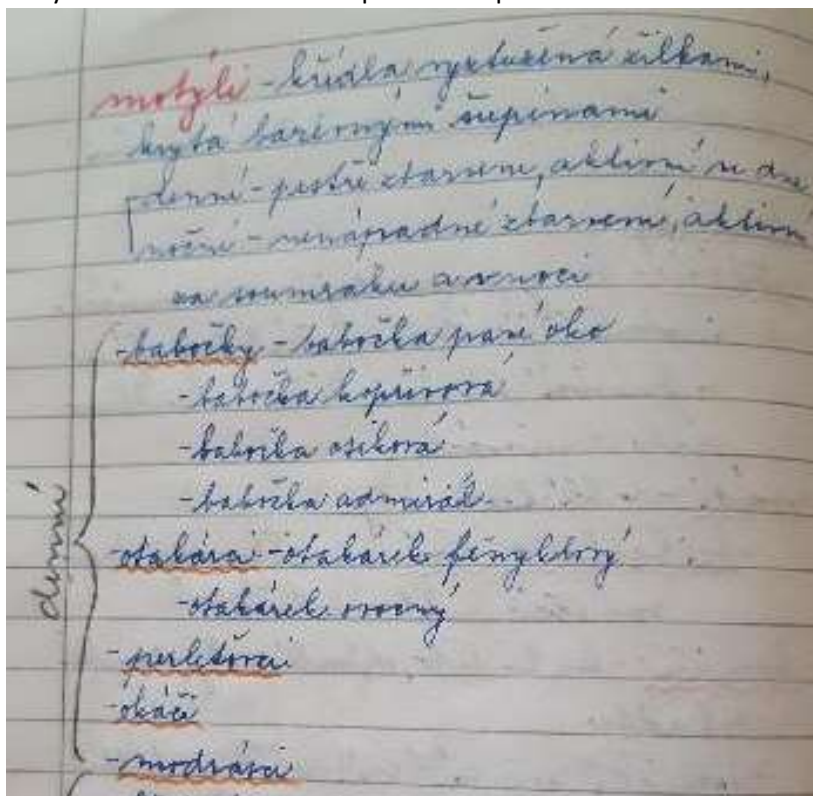 motýli - křídla vyztužená žilkami,
krytá barevnými šupinami
denní - pestře zbarvení, aktivní ve dne
noční - nenápadné zbarvení, aktivní
za soumraku a v noci
denní
-babočky - babočka paví oko
-babočka kopřivová
-babočka osiková
-babočka admirál
-otakárci - otakárek fenyklový
-otakárek ovocný
-perleťovci
-okáči
-modrásci